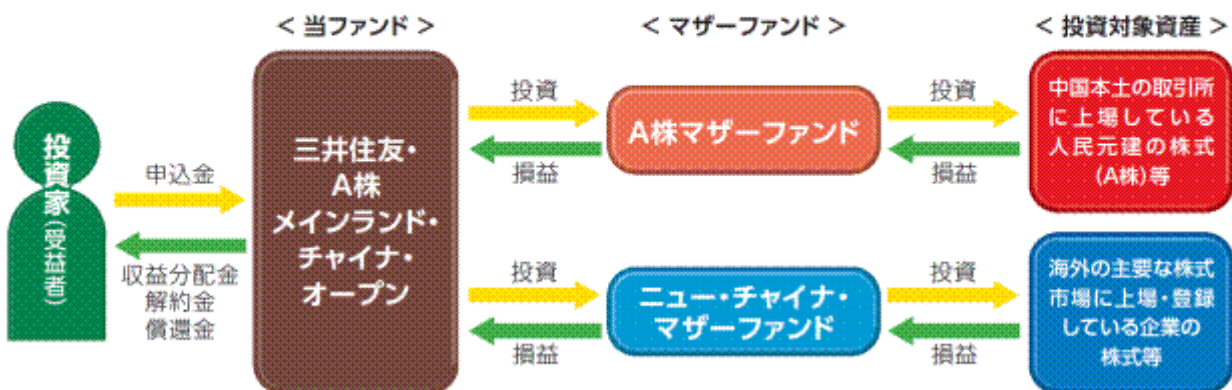 ＜ 当ファンド ＞
＜ マザーファンド ＞
＜ 投資対象資産 ＞
投資家(受益者)
申込金
収益分配金
解約金
償還金
三井住友・
A株
メインランド・
チャイナ・
オープン
投資
損益
A株マザーファンド
投資
損益
中国本土の取引所
に上場している
人民元建の株式
(A株)等
投資
損益
ニュー・チャイナ・
マザーファンド
投資
損益
海外の主要な株式
市場に上場・登録
している企業の
株式等